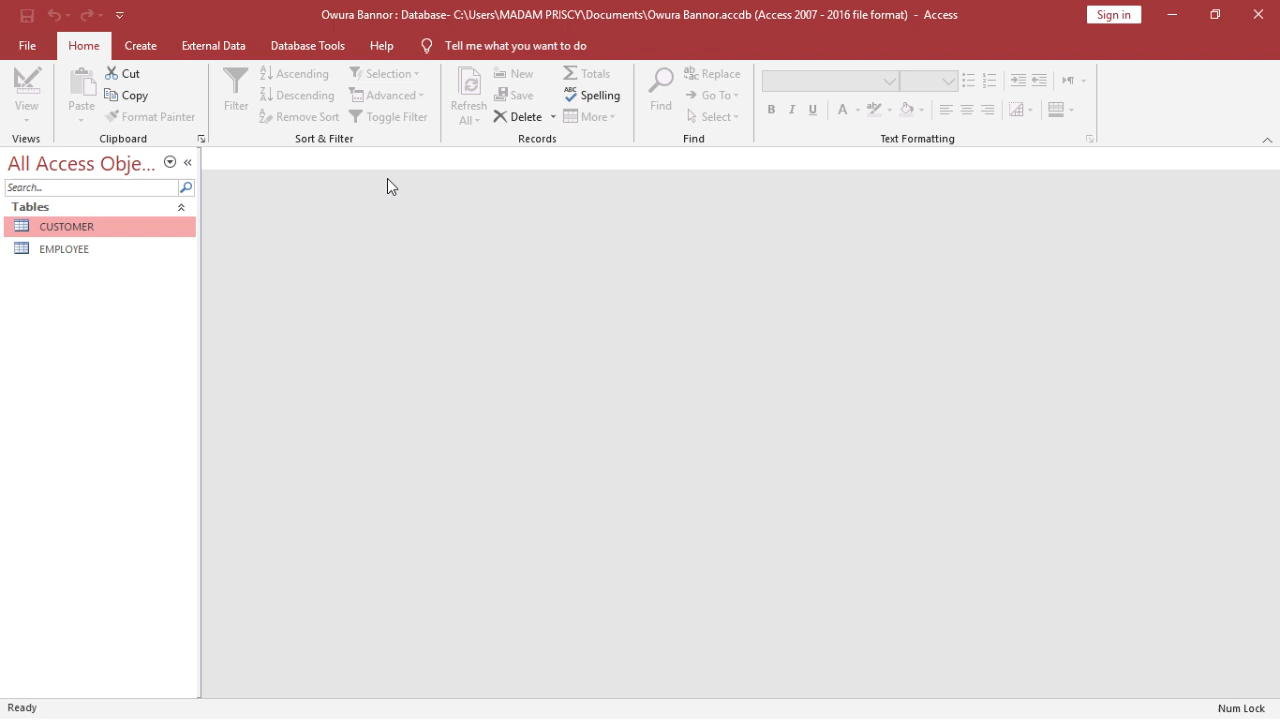 Owura Bannor : Database- C:\Users\MADAM PRISCY\Documents\Owura Bannor.accdb (Access 2007 - 2016 file format) - Access
Sign in
File Home Create External Data Database Tools Help Tell me what you want to do
View
Paste
Cut
Copy
Format Painter
Filter
Ascending
Descending
Remove Sort
Selection
Advanced
Toggle Filter
Refresh
All
New
Save
Delete
Totals
Spelling
More
Find
Replace
Go To
Select
B I U A
Views Clipboard Sort & Filter Records Find Text Formatting
All Access Obje...
Search...
Tables
CUSTOMER
EMPLOYEE
Ready
Num Lock